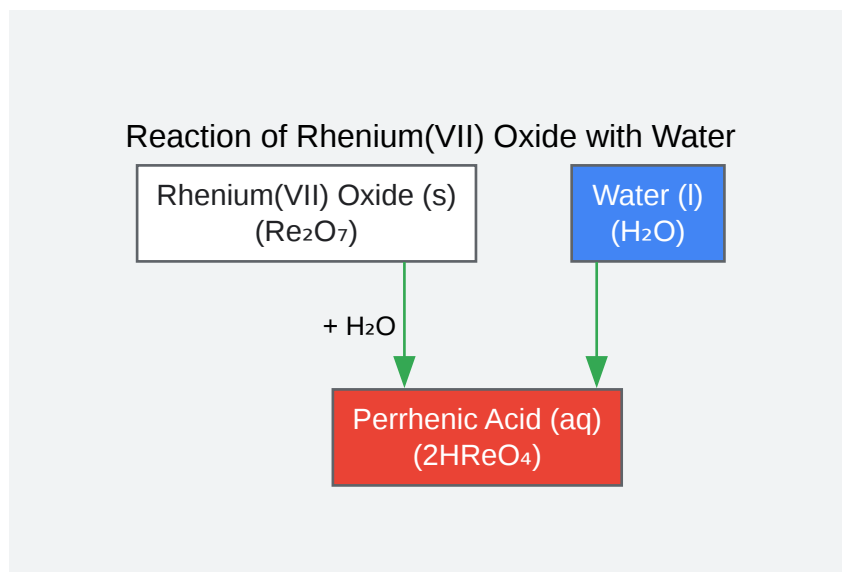 Reaction of Rhenium(VII) Oxide with Water
Rhenium(VII) Oxide (s)
(Re₂O₇)
Water (l)
(H₂O)
+ H₂O
Perrhenic Acid (aq)
(2HReO₄)